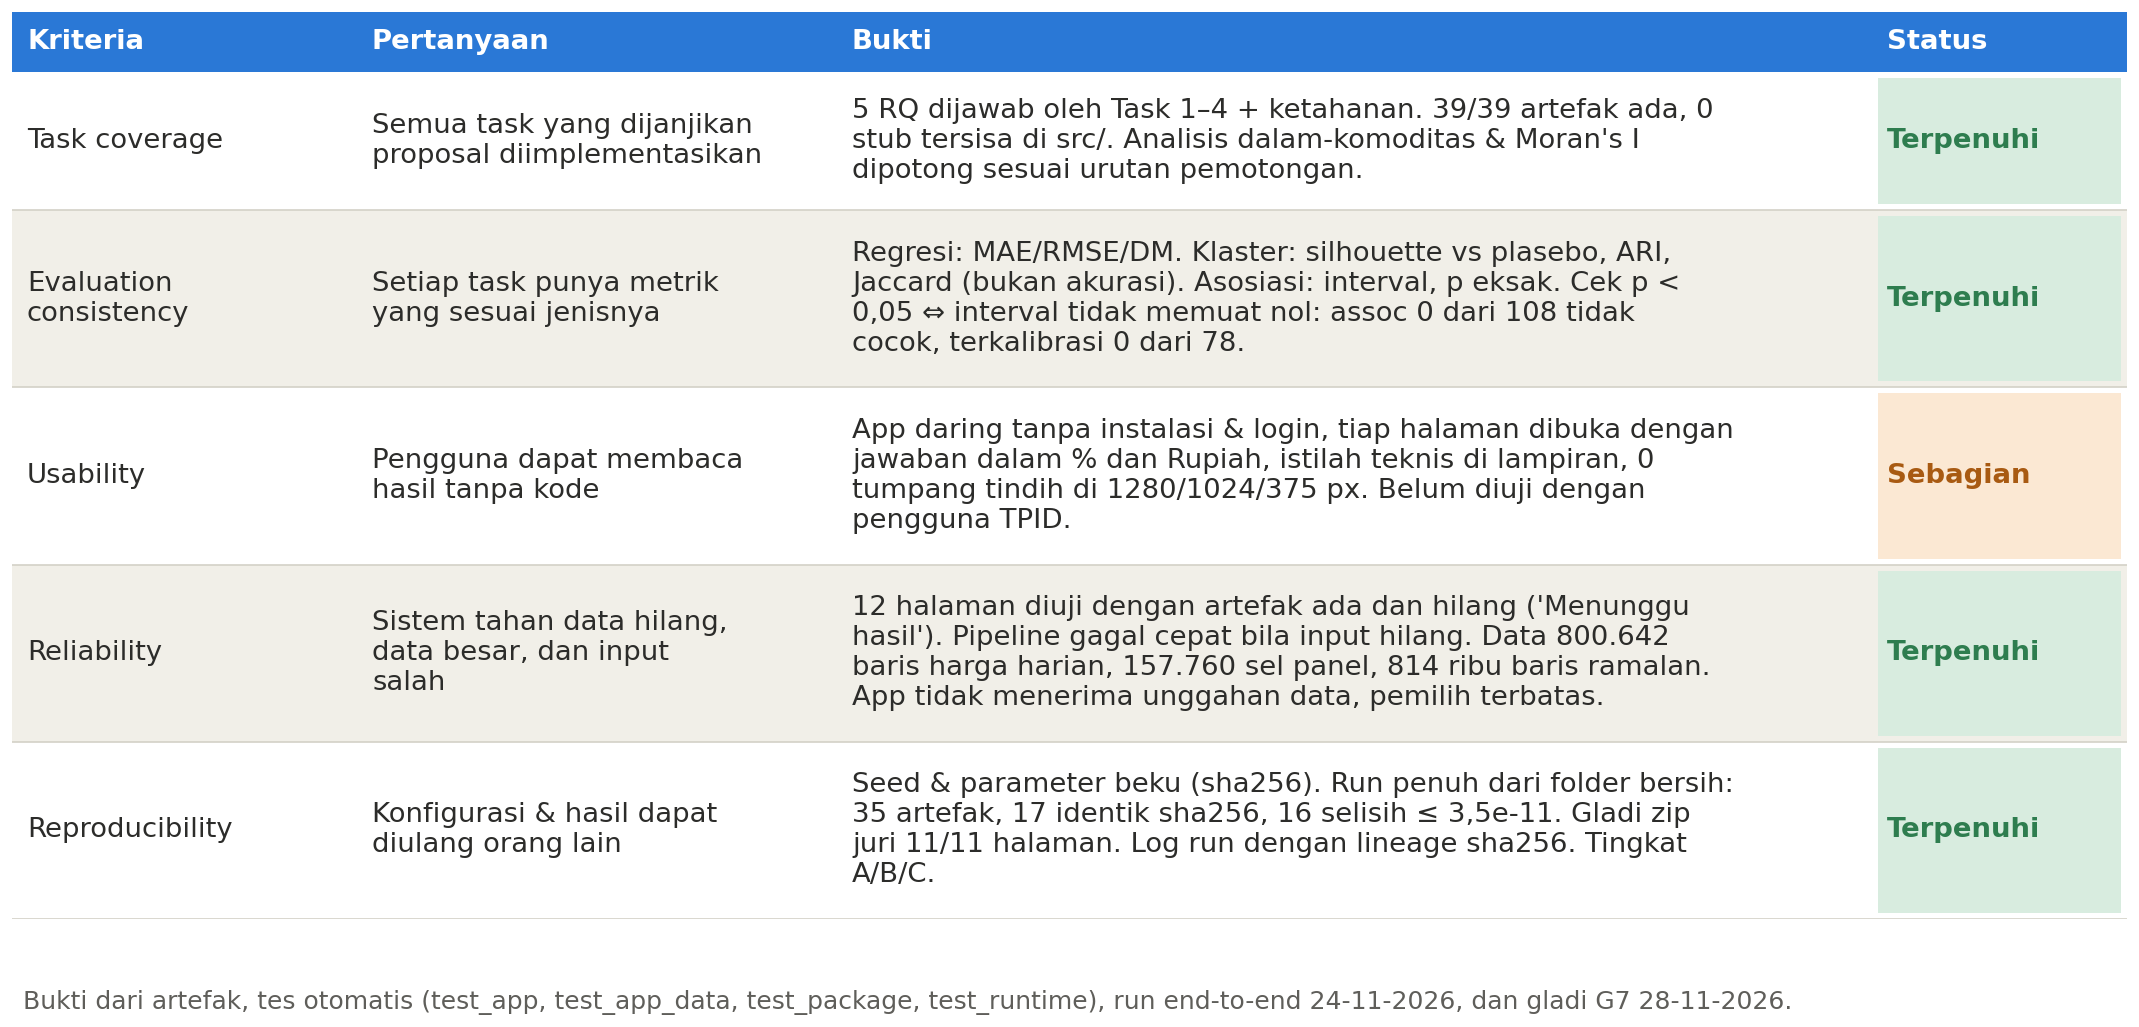 Kriteria Pertanyaan Bukti Status
Task coverage
Semua task yang dijanjikan
proposal diimplementasikan
5 RQ dijawab oleh Task 1–4 + ketahanan. 39/39 artefak ada, 0
stub tersisa di src/. Analisis dalam-komoditas & Moran's I
dipotong sesuai urutan pemotongan.
Terpenuhi
Evaluation
consistency
Setiap task punya metrik
yang sesuai jenisnya
Regresi: MAE/RMSE/DM. Klaster: silhouette vs plasebo, ARI,
Jaccard (bukan akurasi). Asosiasi: interval, p eksak. Cek p <
0,05 ⇔ interval tidak memuat nol: assoc 0 dari 108 tidak
cocok, terkalibrasi 0 dari 78.
Terpenuhi
Usability
Pengguna dapat membaca
hasil tanpa kode
App daring tanpa instalasi & login, tiap halaman dibuka dengan
jawaban dalam % dan Rupiah, istilah teknis di lampiran, 0
tumpang tindih di 1280/1024/375 px. Belum diuji dengan
pengguna TPID.
Sebagian
Reliability
Sistem tahan data hilang,
data besar, dan input
salah
12 halaman diuji dengan artefak ada dan hilang ('Menunggu
hasil'). Pipeline gagal cepat bila input hilang. Data 800.642
baris harga harian, 157.760 sel panel, 814 ribu baris ramalan.
App tidak menerima unggahan data, pemilih terbatas.
Terpenuhi
Reproducibility
Konfigurasi & hasil dapat
diulang orang lain
Seed & parameter beku (sha256). Run penuh dari folder bersih:
35 artefak, 17 identik sha256, 16 selisih ≤ 3,5e-11. Gladi zip
juri 11/11 halaman. Log run dengan lineage sha256. Tingkat
A/B/C.
Terpenuhi
Bukti dari artefak, tes otomatis (test_app, test_app_data, test_package, test_runtime), run end-to-end 24-11-2026, dan gladi G7 28-11-2026.